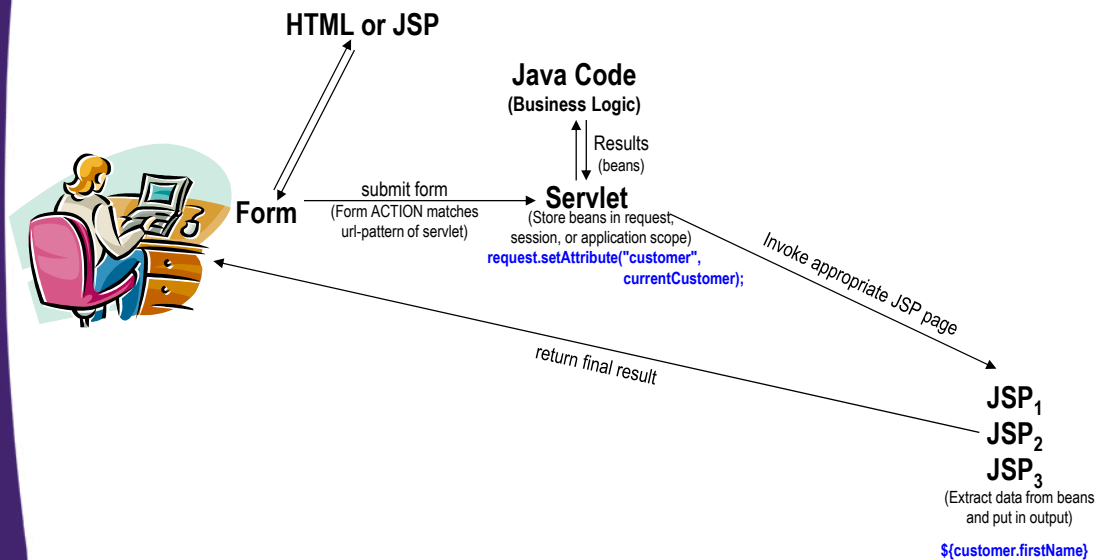 HTML or JSP
Java Code
(Business Logic)
Results
(beans)
Form
submit form
(Form ACTION matches
url-pattern of servlet)
Servlet
(Store beans in request,
session, or application scope)
request.setAttribute("customer",
currentCustomer);
Invoke appropriate JSP page
return final result
JSP₁
JSP₂
JSP₃
(Extract data from beans
and put in output)
${customer.firstName}